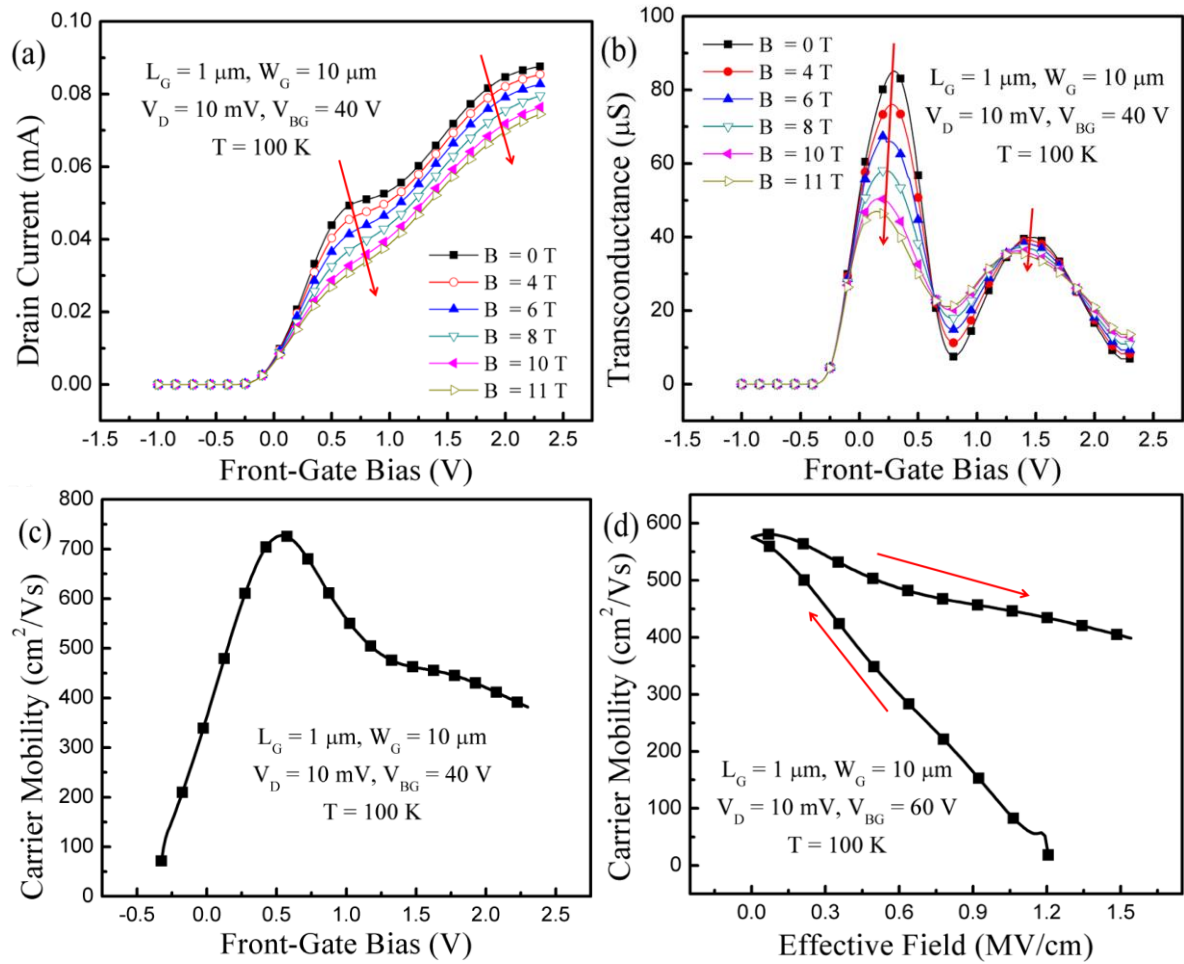 (a)
L_G = 1 μm, W_G = 10 μm
V_D = 10 mV, V_BG = 40 V
T = 100 K
B = 0 T
B = 4 T
B = 6 T
B = 8 T
B = 10 T
B = 11 T
0.10
0.08
0.06
0.04
0.02
0.00
Drain Current (mA)
-1.5 -1.0 -0.5 0.0 0.5 1.0 1.5 2.0 2.5
Front-Gate Bias (V)
(b)
B = 0 T
B = 4 T
B = 6 T
B = 8 T
B = 10 T
B = 11 T
L_G = 1 μm, W_G = 10 μm
V_D = 10 mV, V_BG = 40 V
T = 100 K
100
80
60
40
20
0
Transconductance (μS)
-1.5 -1.0 -0.5 0.0 0.5 1.0 1.5 2.0 2.5
Front-Gate Bias (V)
(c)
800
700
600
500
400
300
200
100
0
Carrier Mobility (cm²/Vs)
L_G = 1 μm, W_G = 10 μm
V_D = 10 mV, V_BG = 40 V
T = 100 K
-0.5 0.0 0.5 1.0 1.5 2.0 2.5
Front-Gate Bias (V)
(d)
600
500
400
300
200
100
0
Carrier Mobility (cm²/Vs)
L_G = 1 μm, W_G = 10 μm
V_D = 10 mV, V_BG = 60 V
T = 100 K
0.0 0.3 0.6 0.9 1.2 1.5
Effective Field (MV/cm)